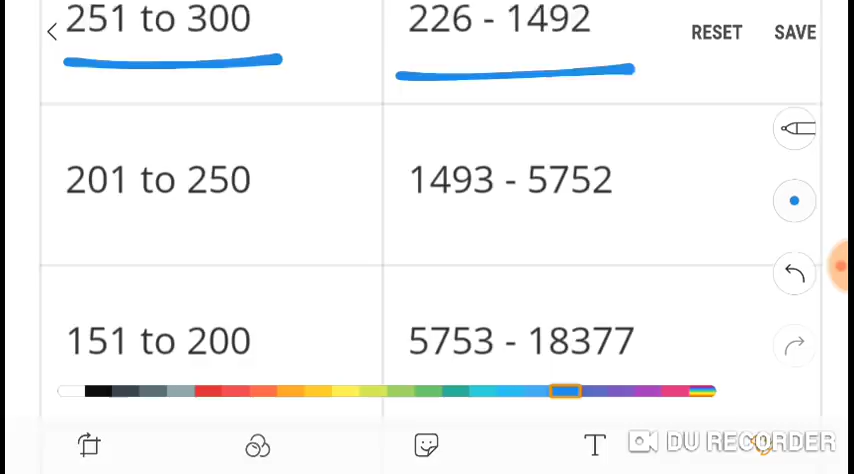 251 to 300 226 - 1492
RESET SAVE
201 to 250 1493 - 5752
151 to 200 5753 - 18377
T
DU RECORDER